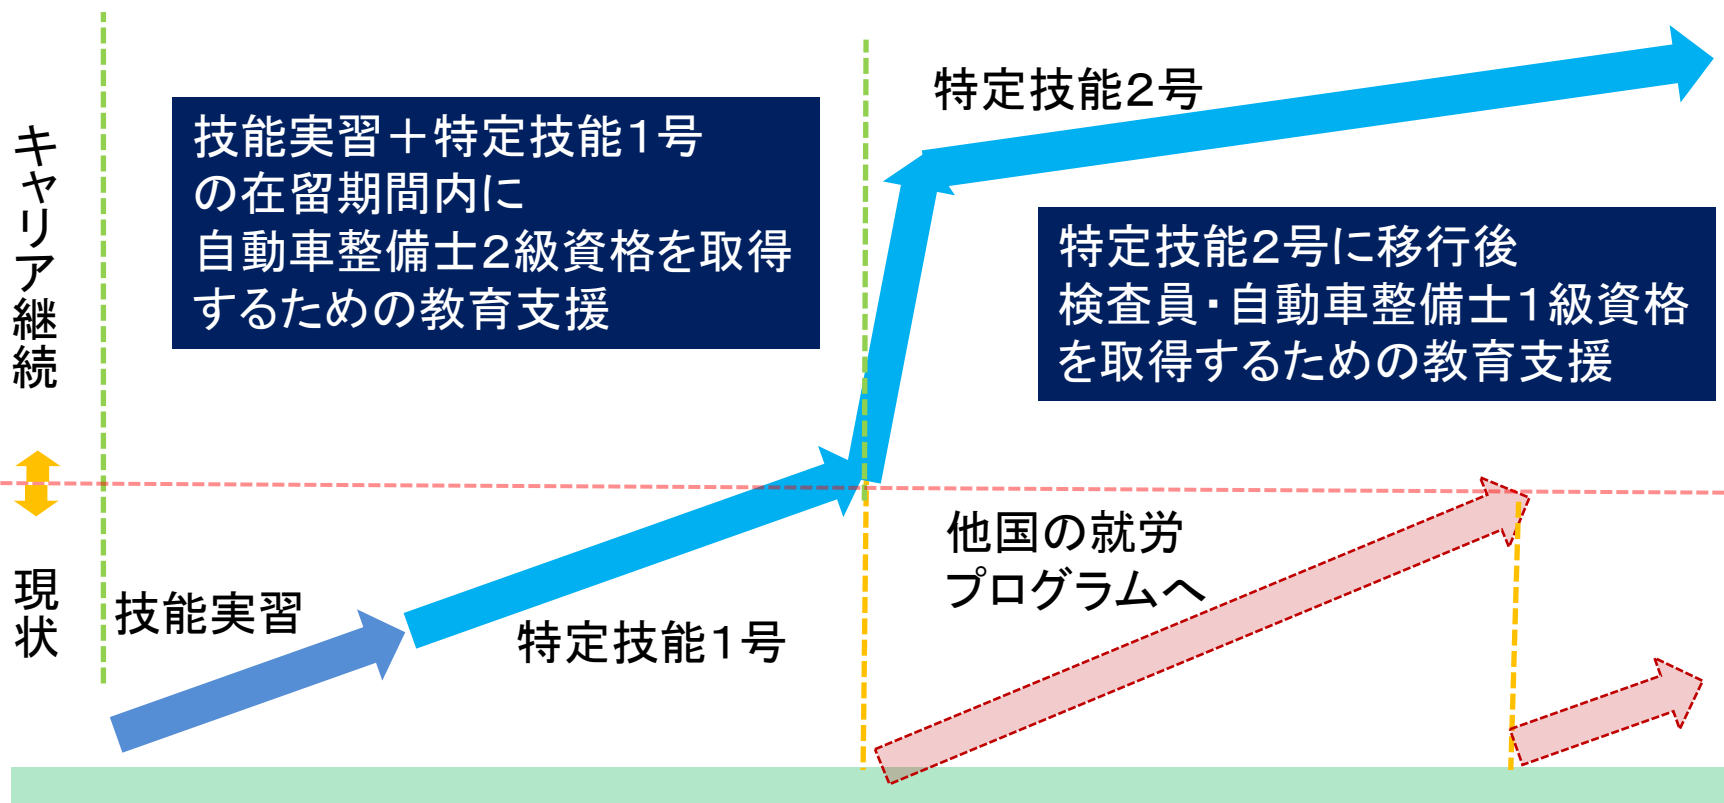 キャリア継続
現状
技能実習＋特定技能１号
の在留期間内に
自動車整備士２級資格を取得
するための教育支援
特定技能２号
特定技能２号に移行後
検査員・自動車整備士１級資格
を取得するための教育支援
技能実習
特定技能１号
他国の就労
プログラムへ